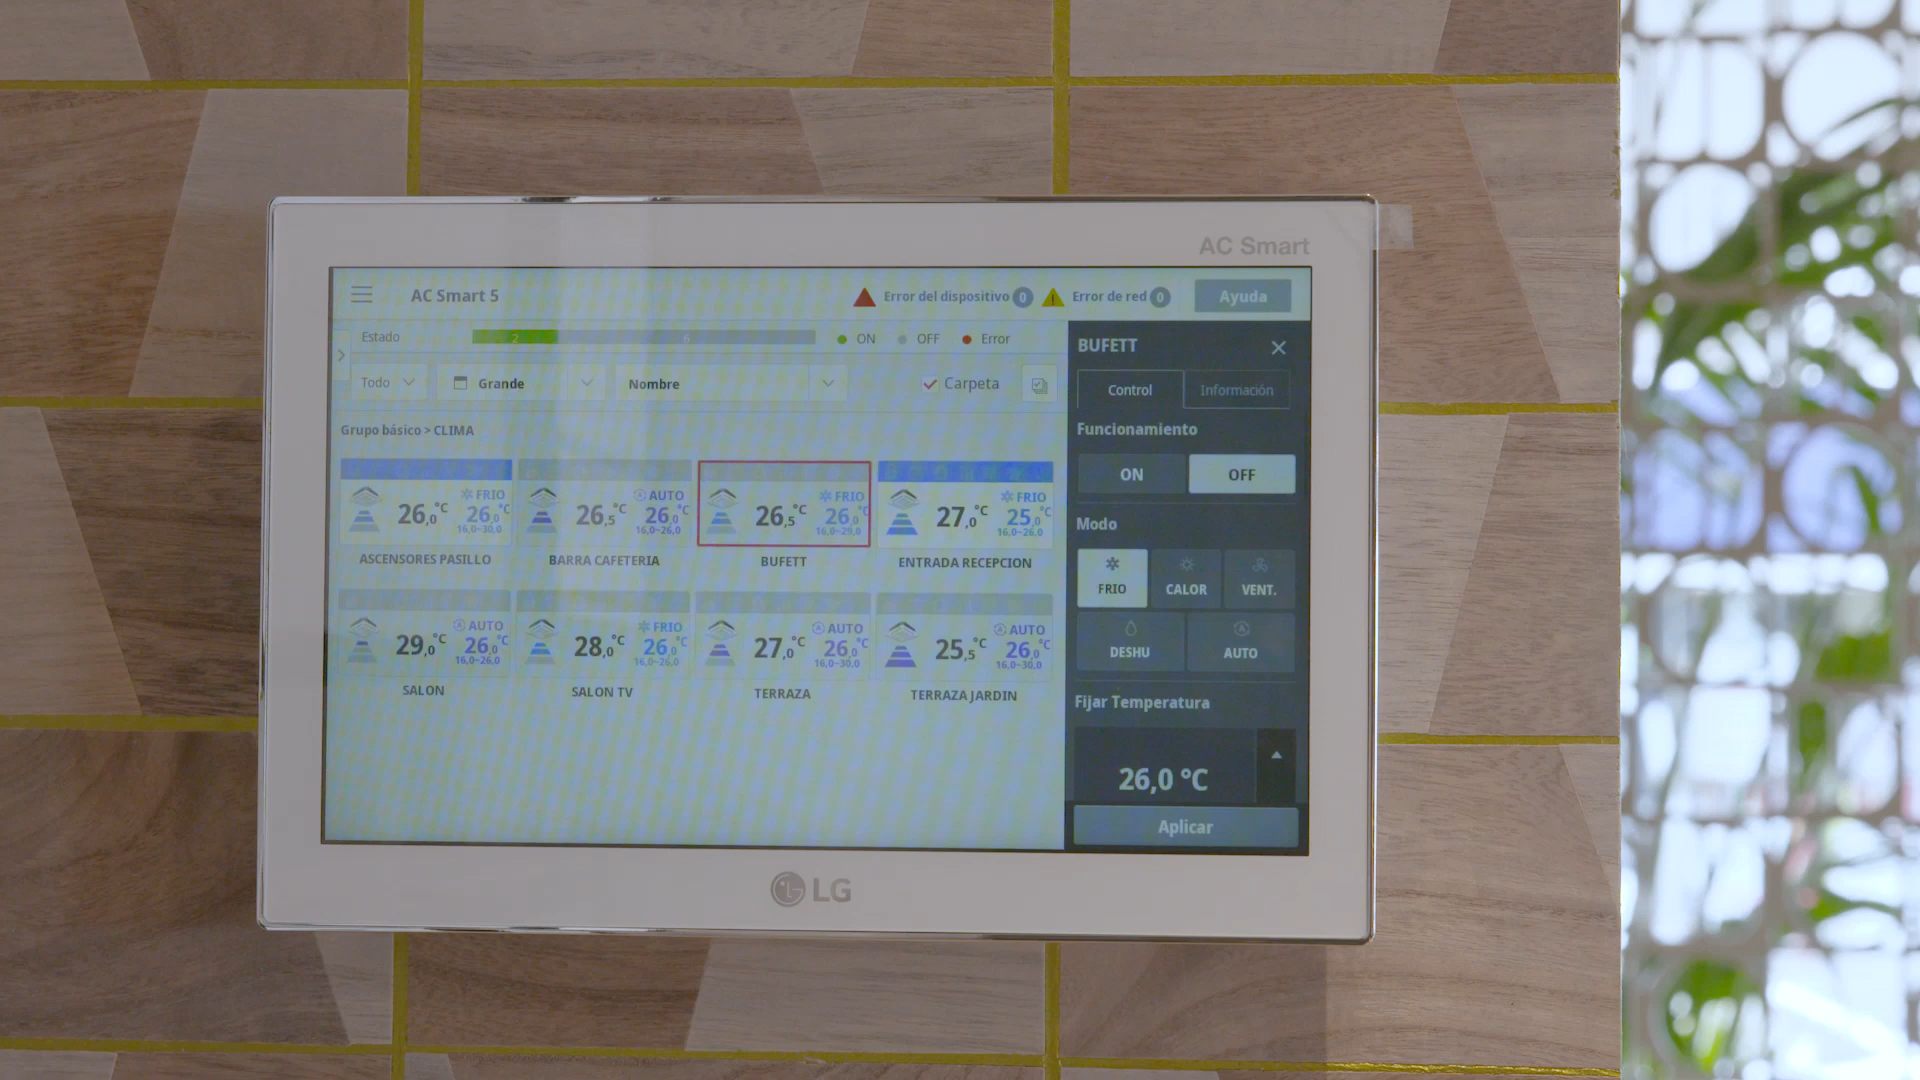 AC Smart
AC Smart 5
Error del dispositivo 0
Error de red 0
Ayuda
Estado
2
6
ON
OFF
Error
Todo
Grande
Nombre
Carpeta
Grupo básico > CLIMA
26,0°C FRIO 26,0°C 16,0~30,0
ASCENSORES PASILLO
26,5°C AUTO 26,0°C 16,0~26,0
BARRA CAFETERIA
26,5°C FRIO 26,0°C 16,0~29,0
BUFETT
27,0°C FRIO 25,0°C 16,0~26,0
ENTRADA RECEPCION
29,0°C AUTO 26,0°C 16,0~26,0
SALON
28,0°C FRIO 26,0°C 16,0~26,0
SALON TV
27,0°C AUTO 26,0°C 16,0~30,0
TERRAZA
25,5°C AUTO 26,0°C 16,0~30,0
TERRAZA JARDIN
BUFETT
Control
Información
Funcionamiento
ON
OFF
Modo
FRIO
CALOR
VENT.
DESHU
AUTO
Fijar Temperatura
26,0 °C
Aplicar
LG